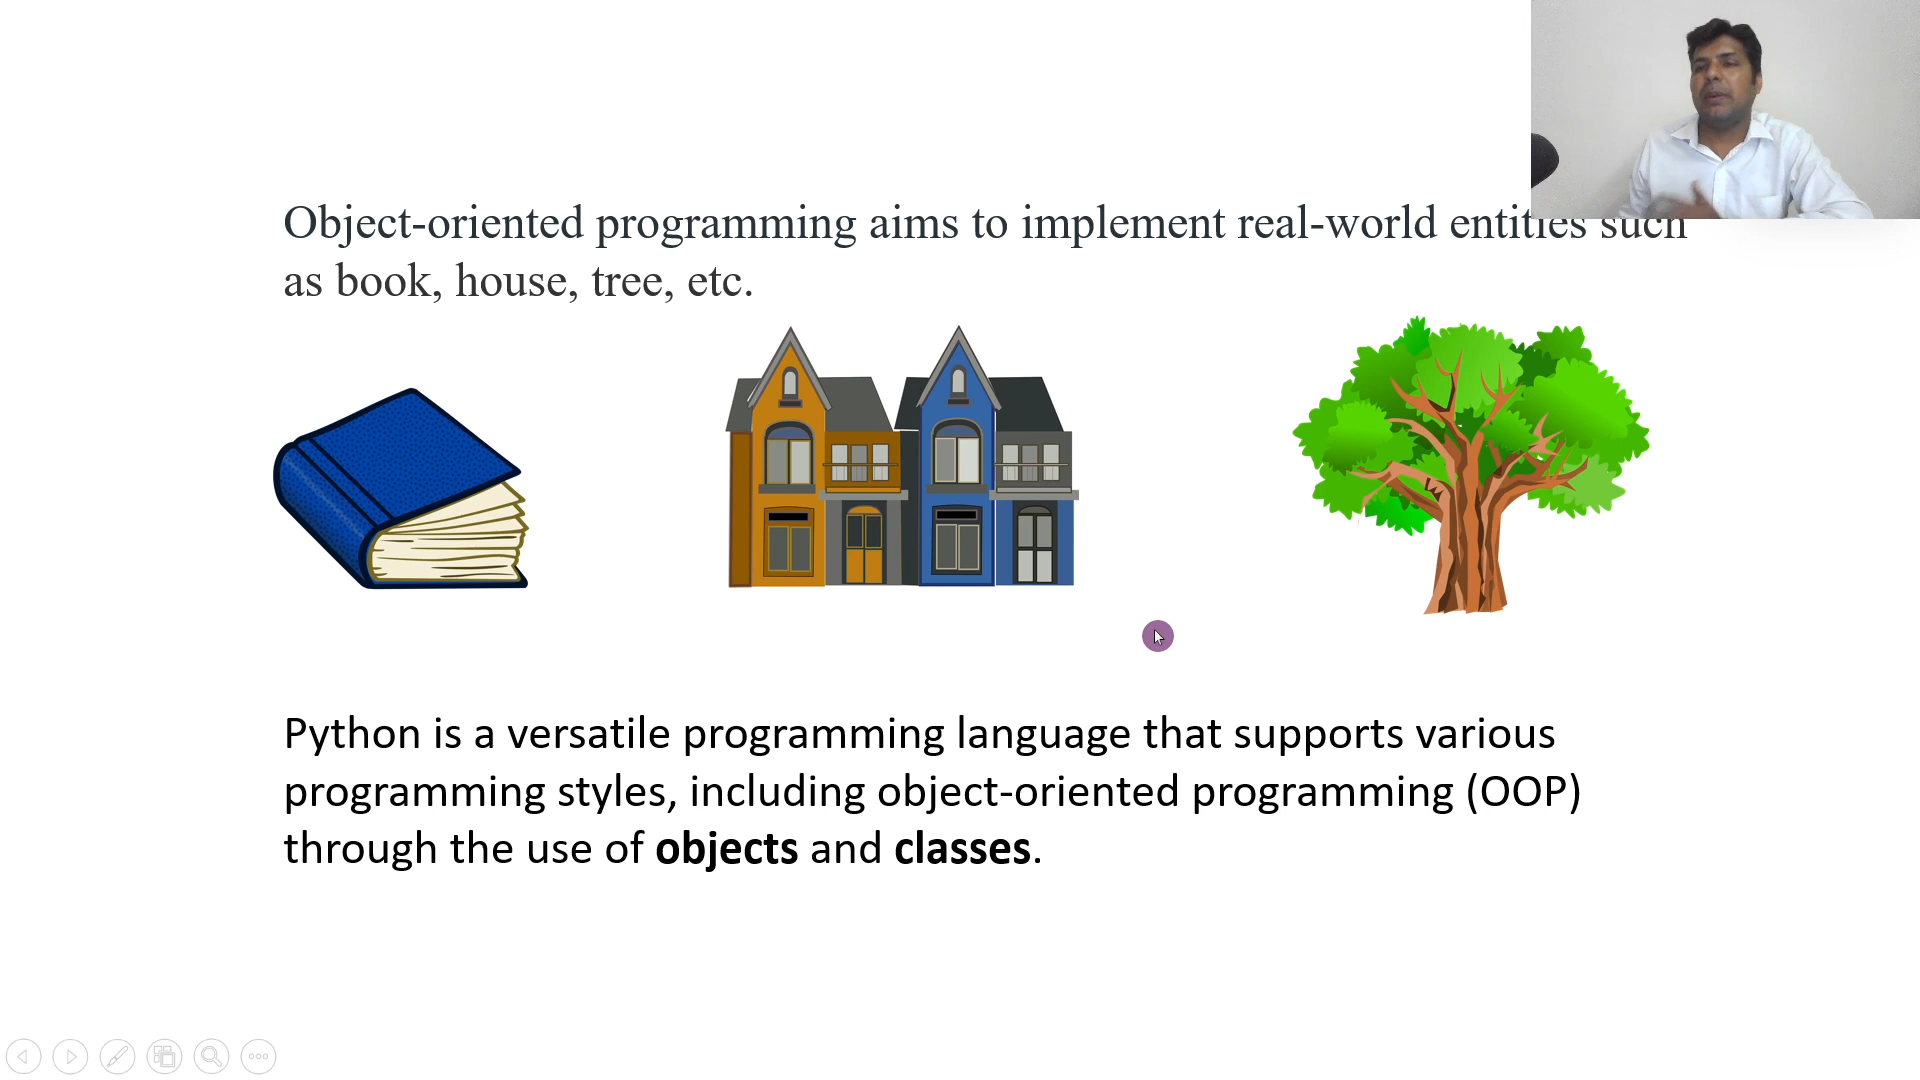 Object-oriented programming aims to implement real-world entities such
as book, house, tree, etc.
Python is a versatile programming language that supports various
programming styles, including object-oriented programming (OOP)
through the use of objects and classes.